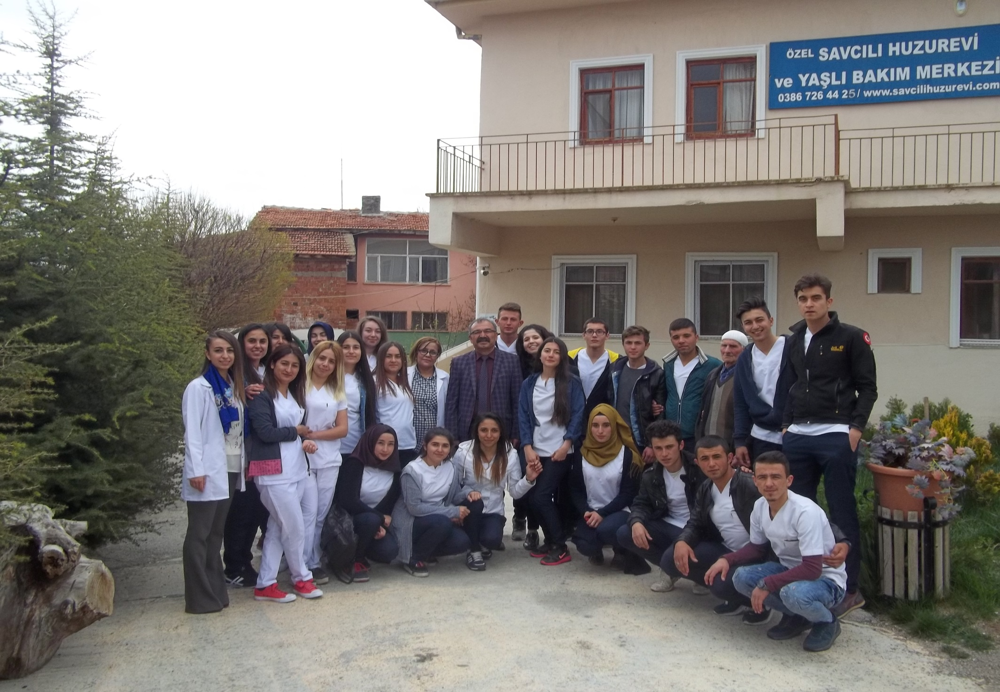 ÖZEL SAVCILI HUZUREVİ
ve YAŞLI BAKIM MERKEZİ
0386 726 44 25 / www.savcilihuzurevi.com